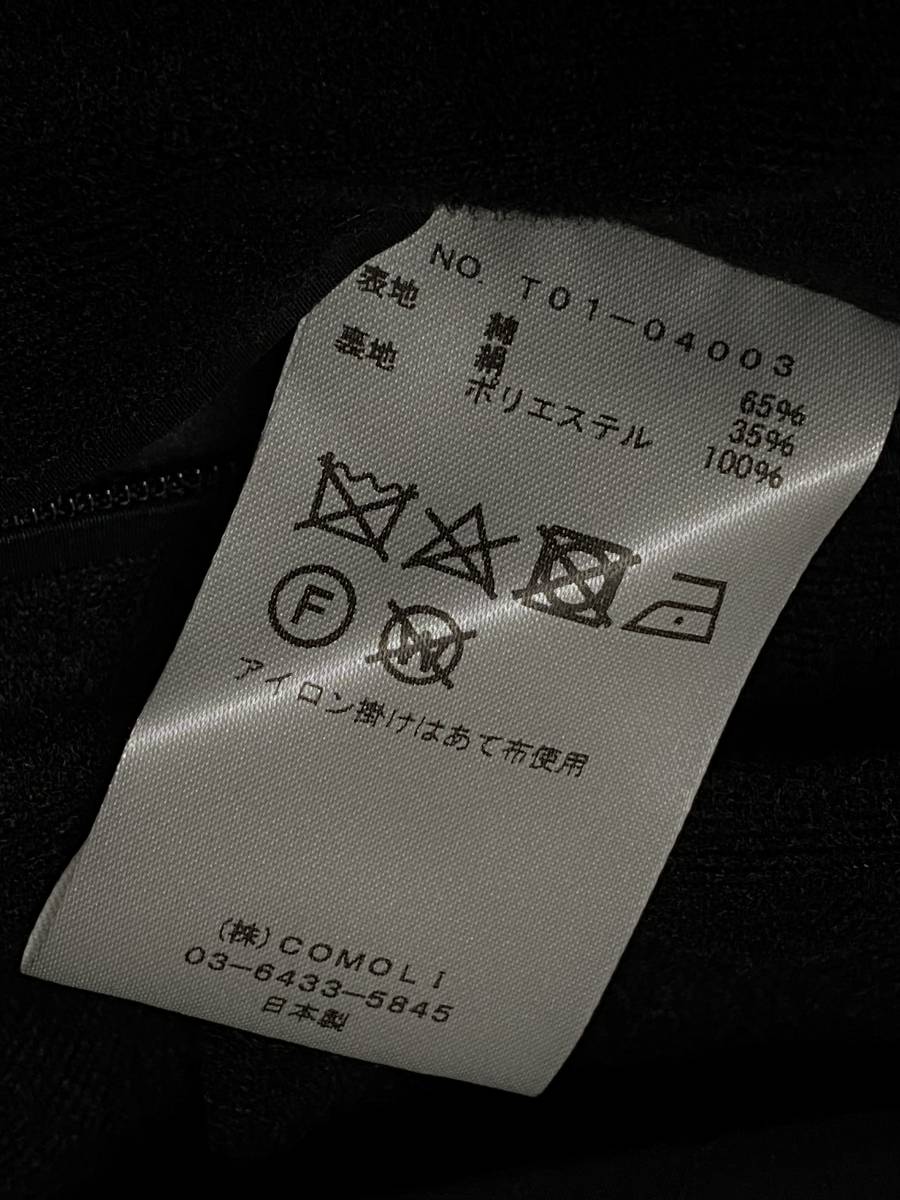 NO. T01-04003
表地 綿 65%
絹 35%
裏地 ポリエステル 100%
F
W
アイロン掛けはあて布使用
(株)COMOLI
03-6433-5845
日本製